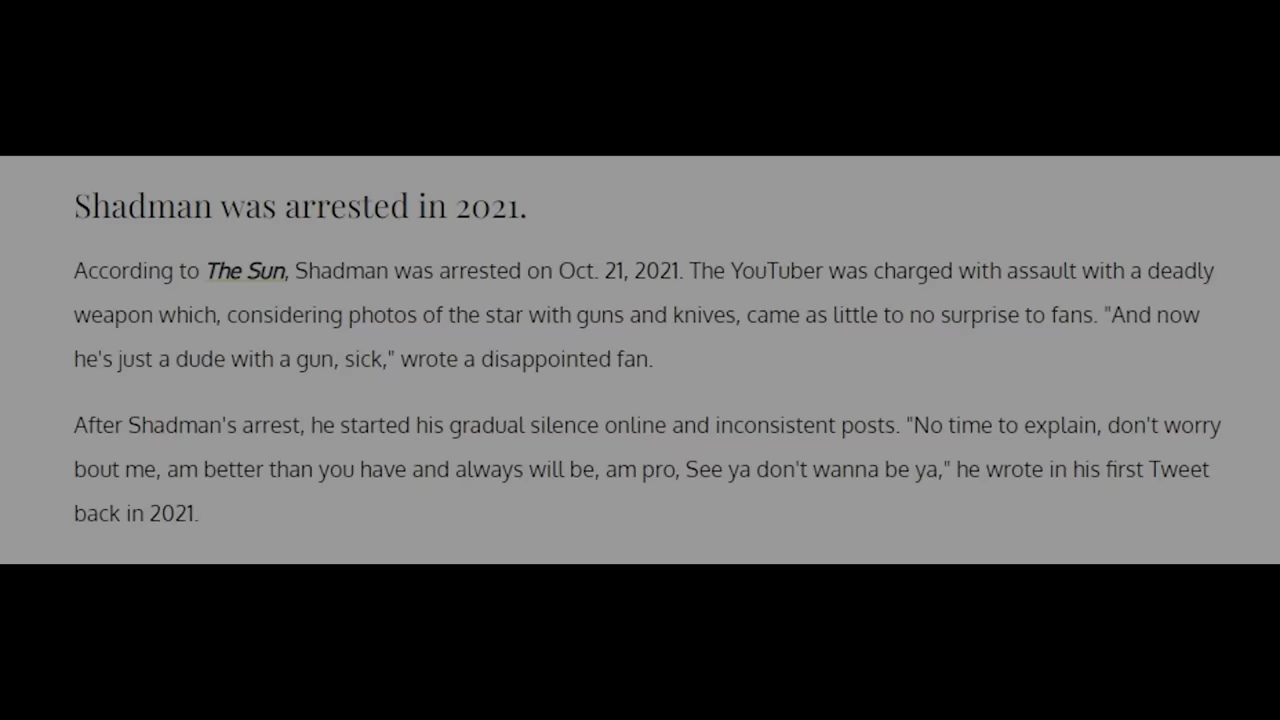 Shadman was arrested in 2021.
According to The Sun, Shadman was arrested on Oct. 21, 2021. The YouTuber was charged with assault with a deadly
weapon which, considering photos of the star with guns and knives, came as little to no surprise to fans. "And now
he's just a dude with a gun, sick," wrote a disappointed fan.
After Shadman's arrest, he started his gradual silence online and inconsistent posts. "No time to explain, don't worry
bout me, am better than you have and always will be, am pro, See ya don't wanna be ya," he wrote in his first Tweet
back in 2021.